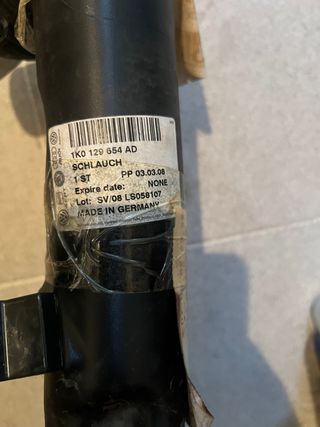 1K0 129 654 AD
SCHLAUCH
1 ST PP 03.03.08
Expire date: NONE
Lot: SV/08 LS058107
MADE IN GERMANY